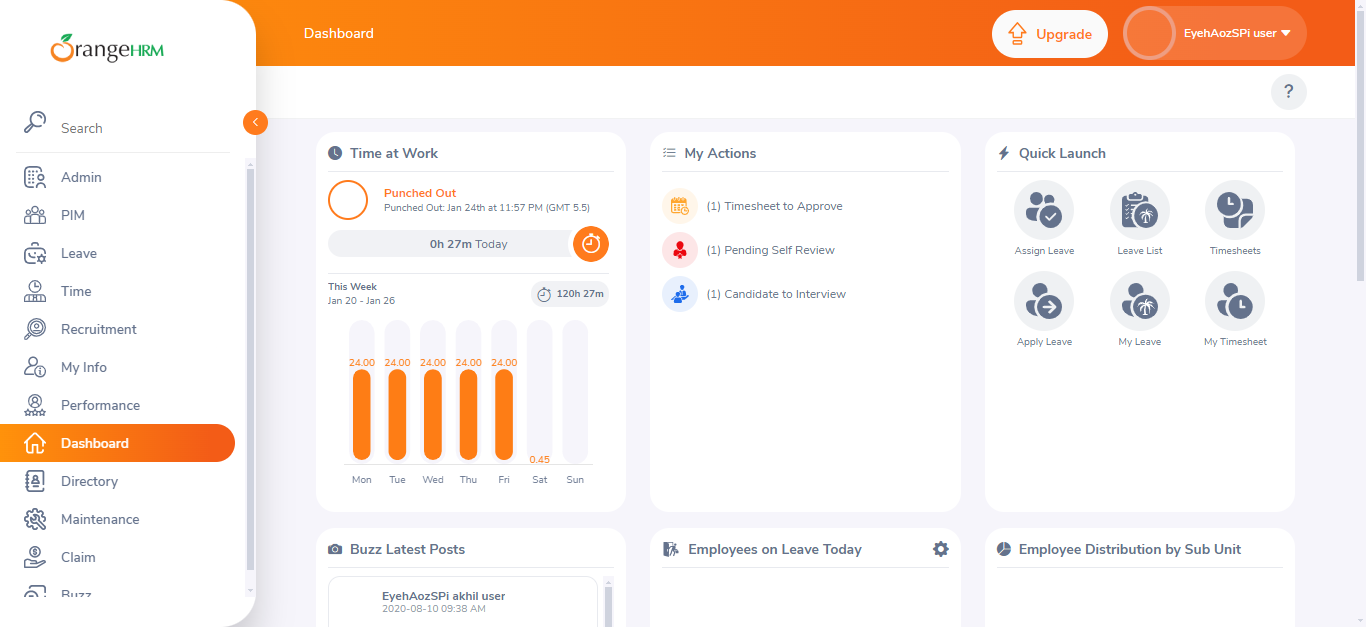 OrangeHRM
Search
Admin
PIM
Leave
Time
Recruitment
My Info
Performance
Dashboard
Directory
Maintenance
Claim
Buzz
Dashboard
Upgrade
EyehAozSPi user
?
Time at Work
Punched Out
Punched Out: Jan 24th at 11:57 PM (GMT 5.5)
0h 27m Today
This Week
Jan 20 - Jan 26
120h 27m
24.00 24.00 24.00 24.00 24.00
0.45
Mon Tue Wed Thu Fri Sat Sun
My Actions
(1) Timesheet to Approve
(1) Pending Self Review
(1) Candidate to Interview
Quick Launch
Assign Leave Leave List Timesheets
Apply Leave My Leave My Timesheet
Buzz Latest Posts
EyehAozSPi akhil user
2020-08-10 09:38 AM
Employees on Leave Today
Employee Distribution by Sub Unit